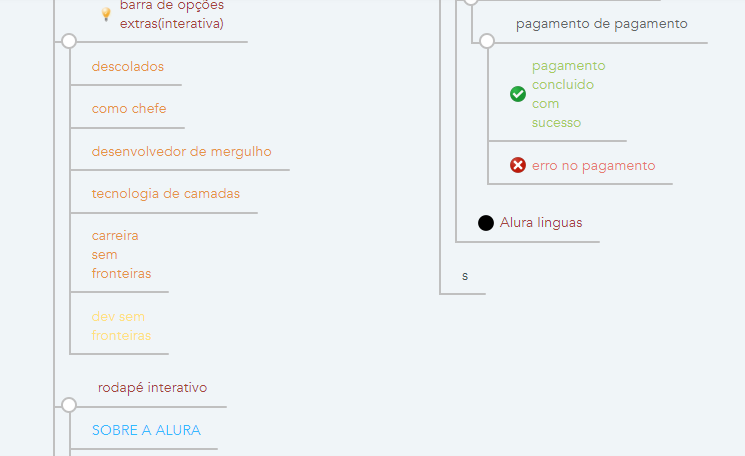 barra de opções
extras(interativa)
descolados
como chefe
desenvolvedor de mergulho
tecnologia de camadas
carreira
sem
fronteiras
dev sem
fronteiras
rodapé interativo
SOBRE A ALURA
pagamento de pagamento
pagamento
concluido
com
sucesso
erro no pagamento
Alura linguas
s